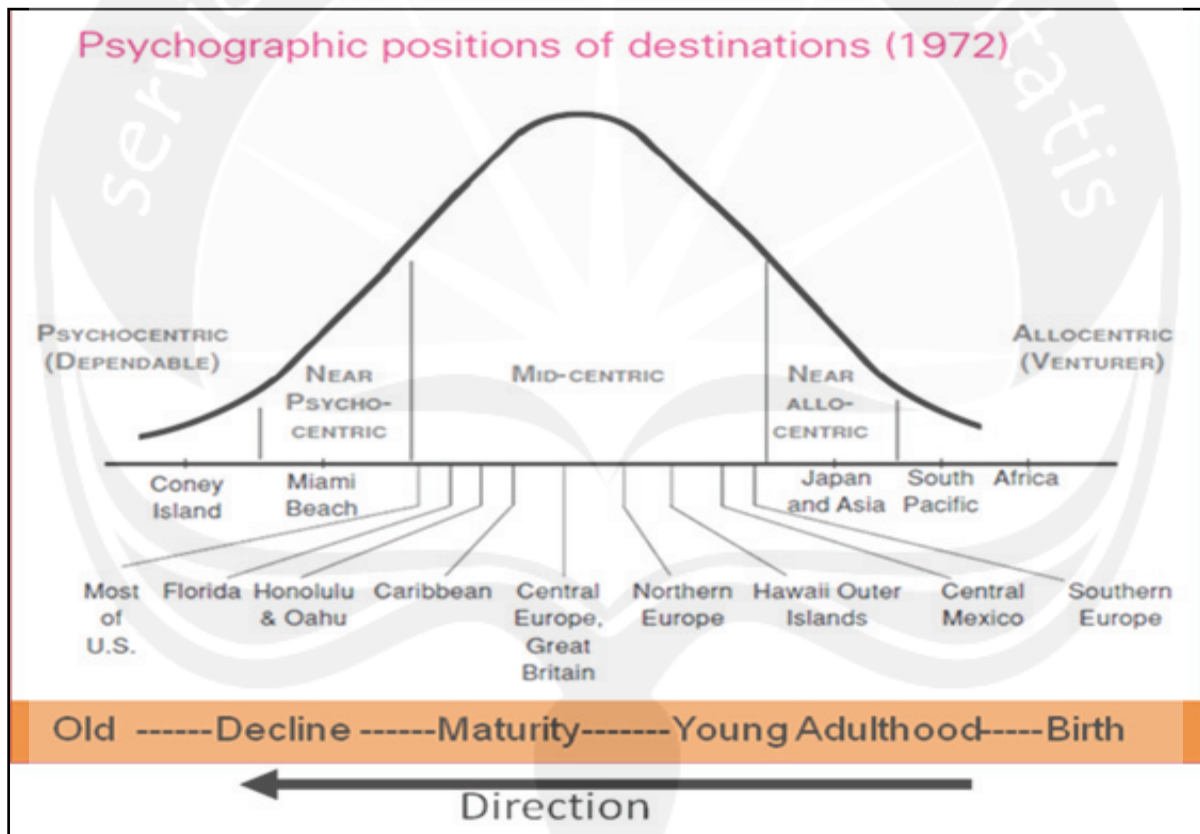 Psychographic positions of destinations (1972)
servie
itatis
PSYCHOCENTRIC
(DEPENDABLE)
NEAR
PSYCHO-
CENTRIC
MID-CENTRIC
NEAR
ALLO-
CENTRIC
ALLOCENTRIC
(VENTURER)
Coney
Island
Miami
Beach
Japan
and Asia
South
Pacific
Africa
Most
of
U.S.
Florida
Honolulu
& Oahu
Caribbean
Central
Europe,
Great
Britain
Northern
Europe
Hawaii Outer
Islands
Central
Mexico
Southern
Europe
Old ------Decline ------Maturity-------Young Adulthood-----Birth
Direction